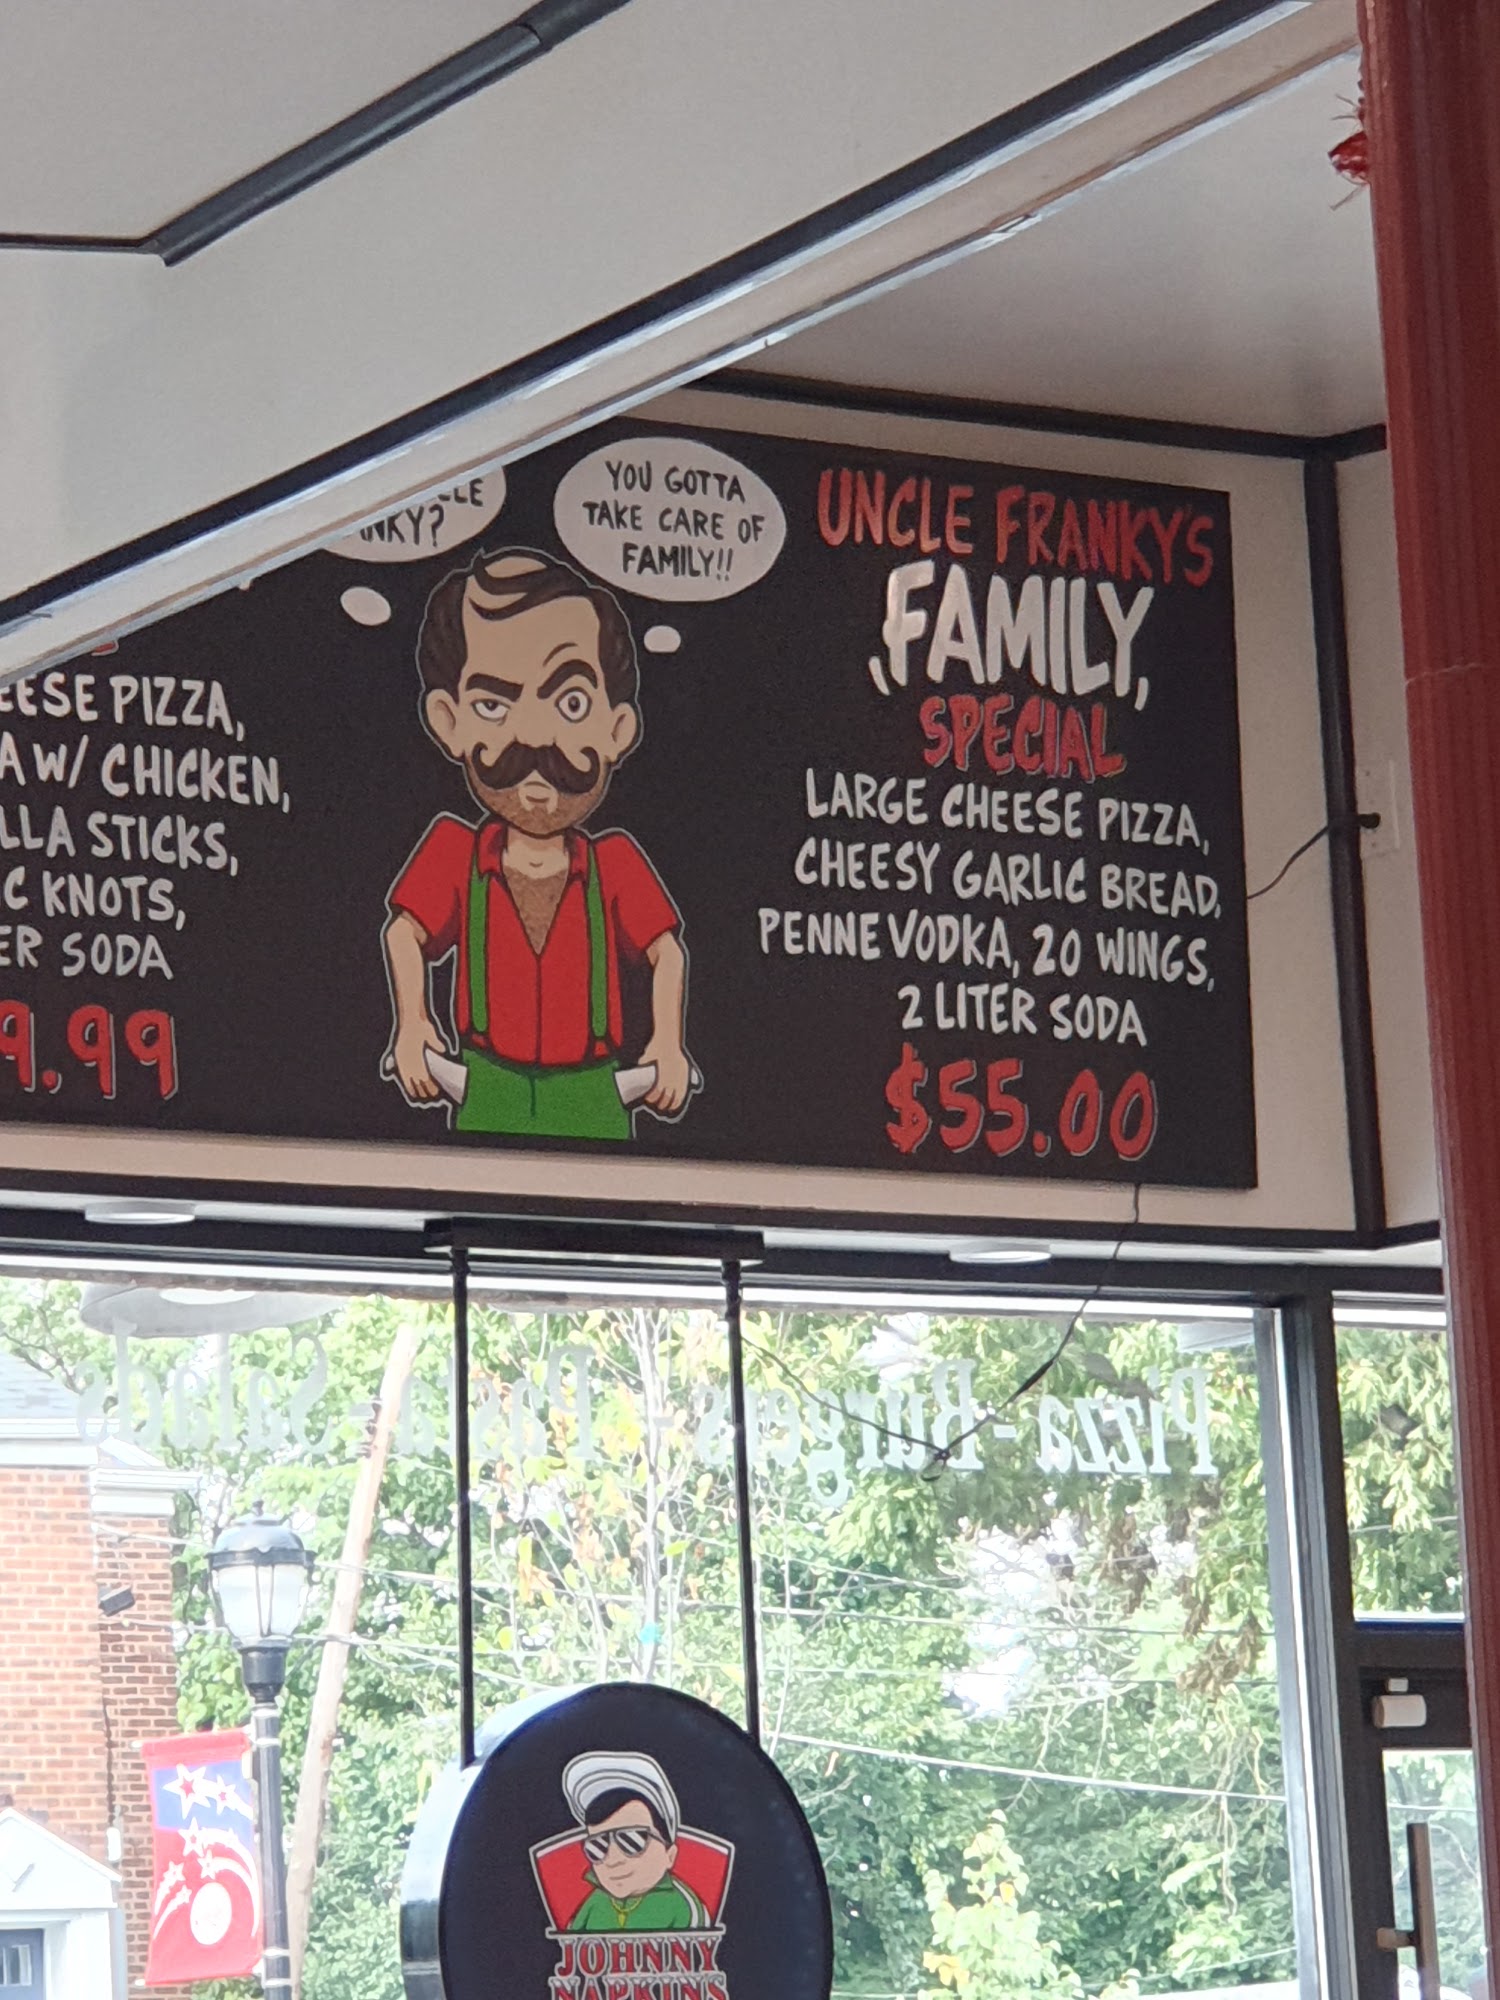 NKY?
YOU GOTTA
TAKE CARE OF
FAMILY!!
UNCLE FRANKY'S
FAMILY
SPECIAL
LARGE CHEESE PIZZA,
CHEESY GARLIC BREAD,
PENNE VODKA, 20 WINGS,
2 LITER SODA
$55.00
EESE PIZZA,
A W/ CHICKEN,
LLA STICKS,
C KNOTS,
ER SODA
9.99
Pizza - Burgers - Pasta - Salads
JOHNNY
NAPKINS